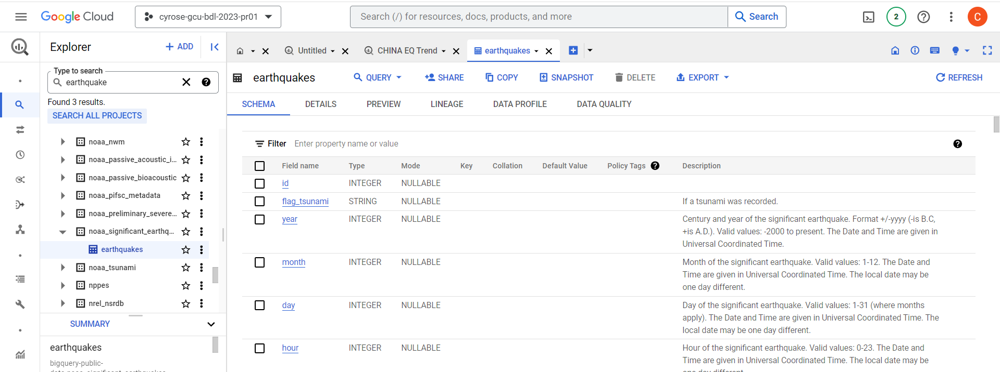 Google Cloud
cyrose-gcu-bdl-2023-pr01
Search (/) for resources, docs, products, and more
Search
2
C
Explorer
ADD
Untitled
CHINA EQ Trend
earthquakes
Type to search
earthquake
Found 3 results.
SEARCH ALL PROJECTS
noaa_nwm
noaa_passive_acoustic_i...
noaa_passive_bioacoustic
noaa_pifsc_metadata
noaa_preliminary_severe...
noaa_significant_earthq...
earthquakes
noaa_tsunami
nppes
nrel_nsrdb
SUMMARY
earthquakes
bigquery-public-
data.noaa_significant_earthquakes
earthquakes
QUERY
SHARE
COPY
SNAPSHOT
DELETE
EXPORT
REFRESH
SCHEMA
DETAILS
PREVIEW
LINEAGE
DATA PROFILE
DATA QUALITY
Filter Enter property name or value
Field name Type Mode Key Collation Default Value Policy Tags Description
id INTEGER NULLABLE
flag_tsunami STRING NULLABLE If a tsunami was recorded.
year INTEGER NULLABLE Century and year of the significant earthquake. Format +/-yyyy (-is B.C,
+is A.D.). Valid values: -2000 to present. The Date and Time are given in
Universal Coordinated Time.
month INTEGER NULLABLE Month of the significant earthquake. Valid values: 1-12. The Date and
Time are given in Universal Coordinated Time. The local date may be
one day different.
day INTEGER NULLABLE Day of the significant earthquake. Valid values: 1-31 (where months
apply). The Date and Time are given in Universal Coordinated Time. The
local date may be one day different.
hour INTEGER NULLABLE Hour of the significant earthquake. Valid values: 0-23. The Date and
Time are given in Universal Coordinated Time. The local date may be
one day different.